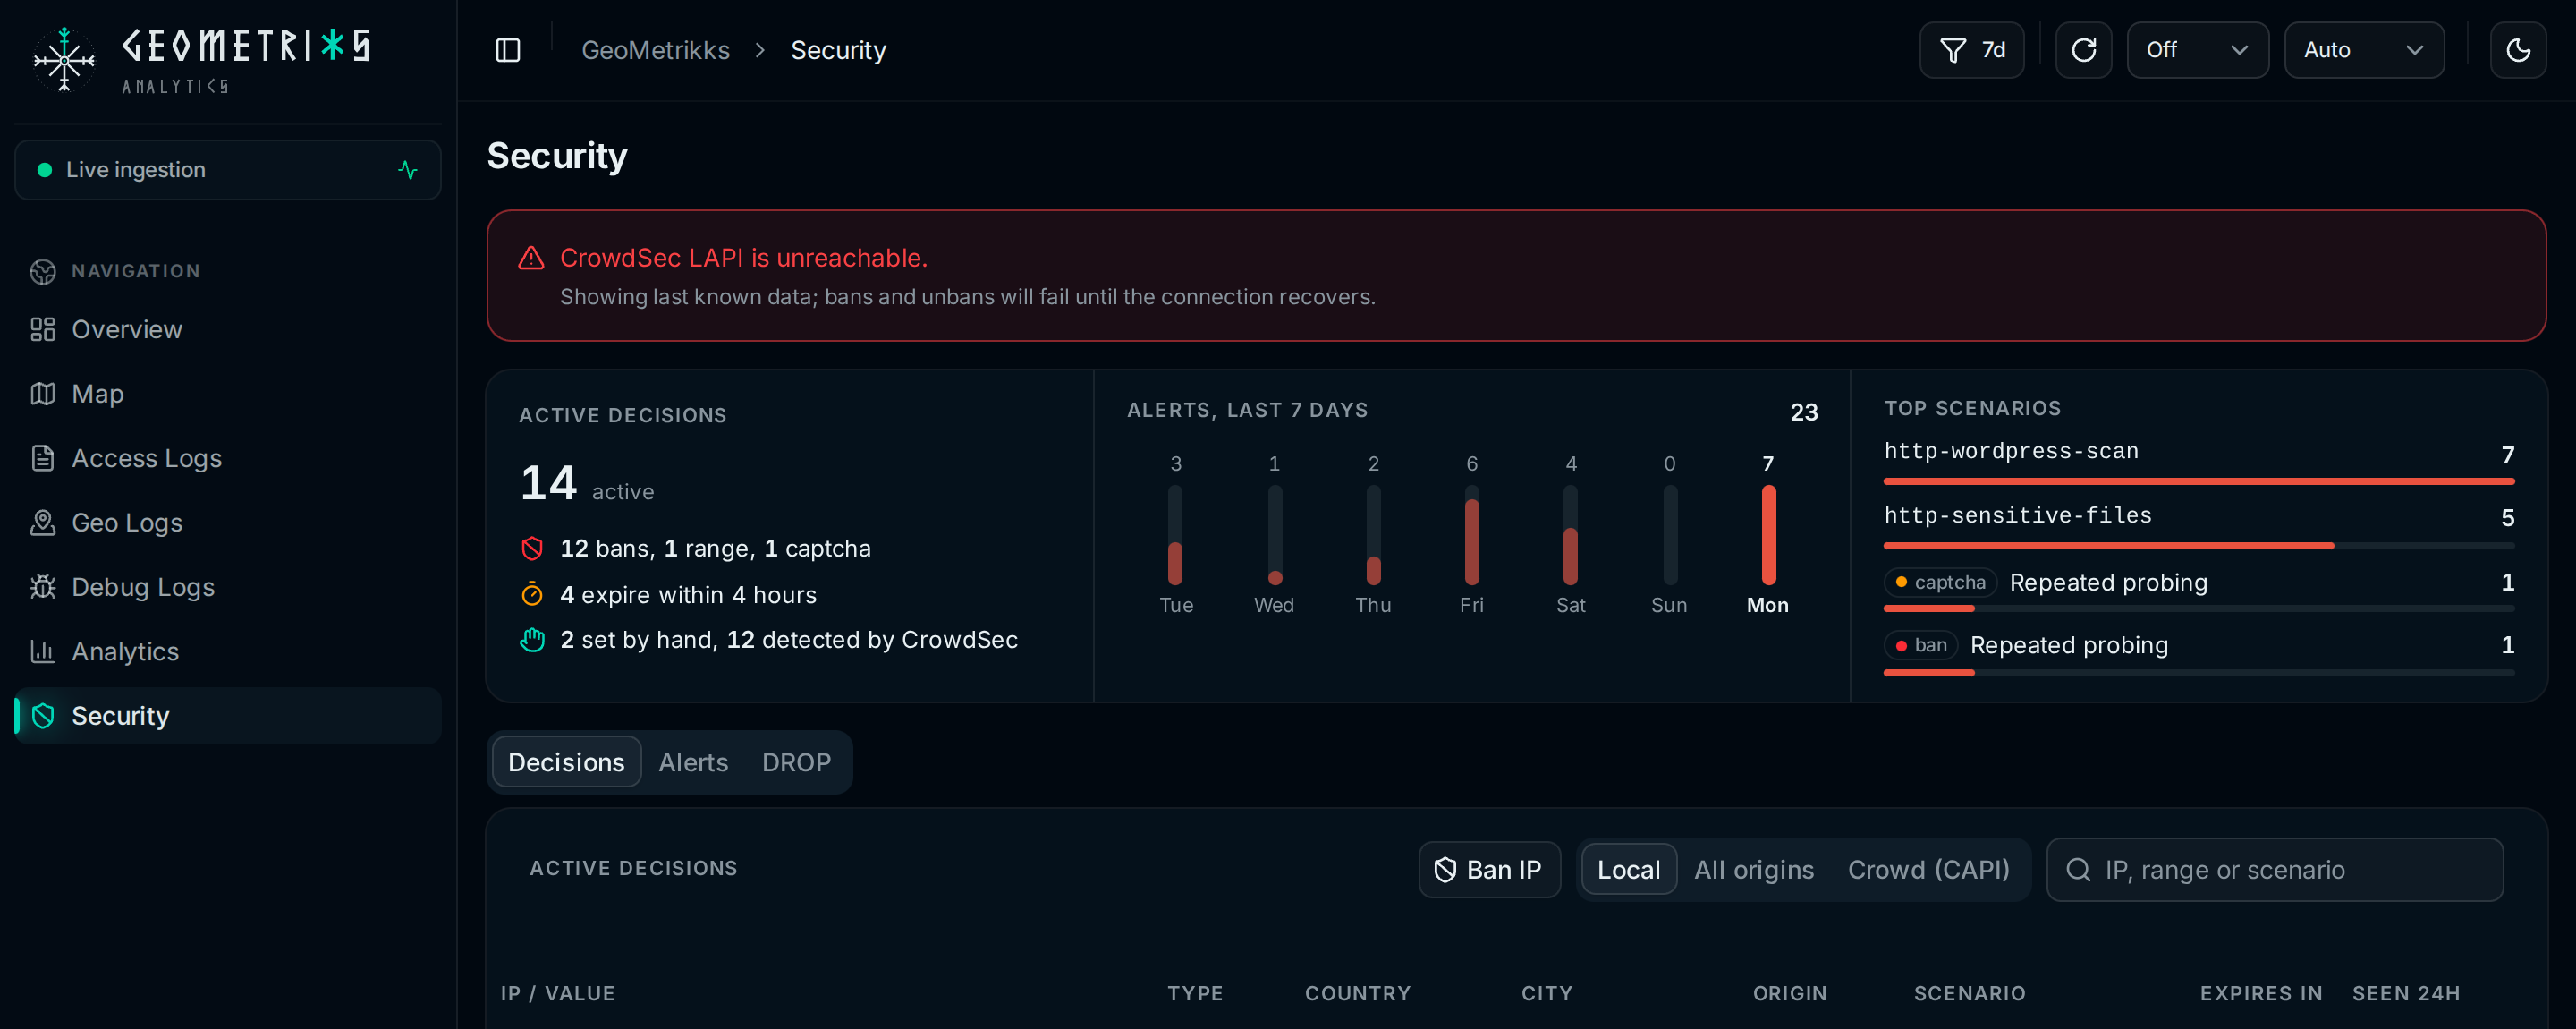 GEOMETRIKS
ANALYTICS
Live ingestion
NAVIGATION
Overview
Map
Access Logs
Geo Logs
Debug Logs
Analytics
Security
GeoMetrikks > Security
7d
Off
Auto
Security
CrowdSec LAPI is unreachable.
Showing last known data; bans and unbans will fail until the connection recovers.
ACTIVE DECISIONS
14 active
12 bans, 1 range, 1 captcha
4 expire within 4 hours
2 set by hand, 12 detected by CrowdSec
ALERTS, LAST 7 DAYS 23
3 1 2 6 4 0 7
Tue Wed Thu Fri Sat Sun Mon
TOP SCENARIOS
http-wordpress-scan 7
http-sensitive-files 5
captcha Repeated probing 1
ban Repeated probing 1
Decisions Alerts DROP
ACTIVE DECISIONS
Ban IP Local All origins Crowd (CAPI) IP, range or scenario
IP / VALUE TYPE COUNTRY CITY ORIGIN SCENARIO EXPIRES IN SEEN 24H